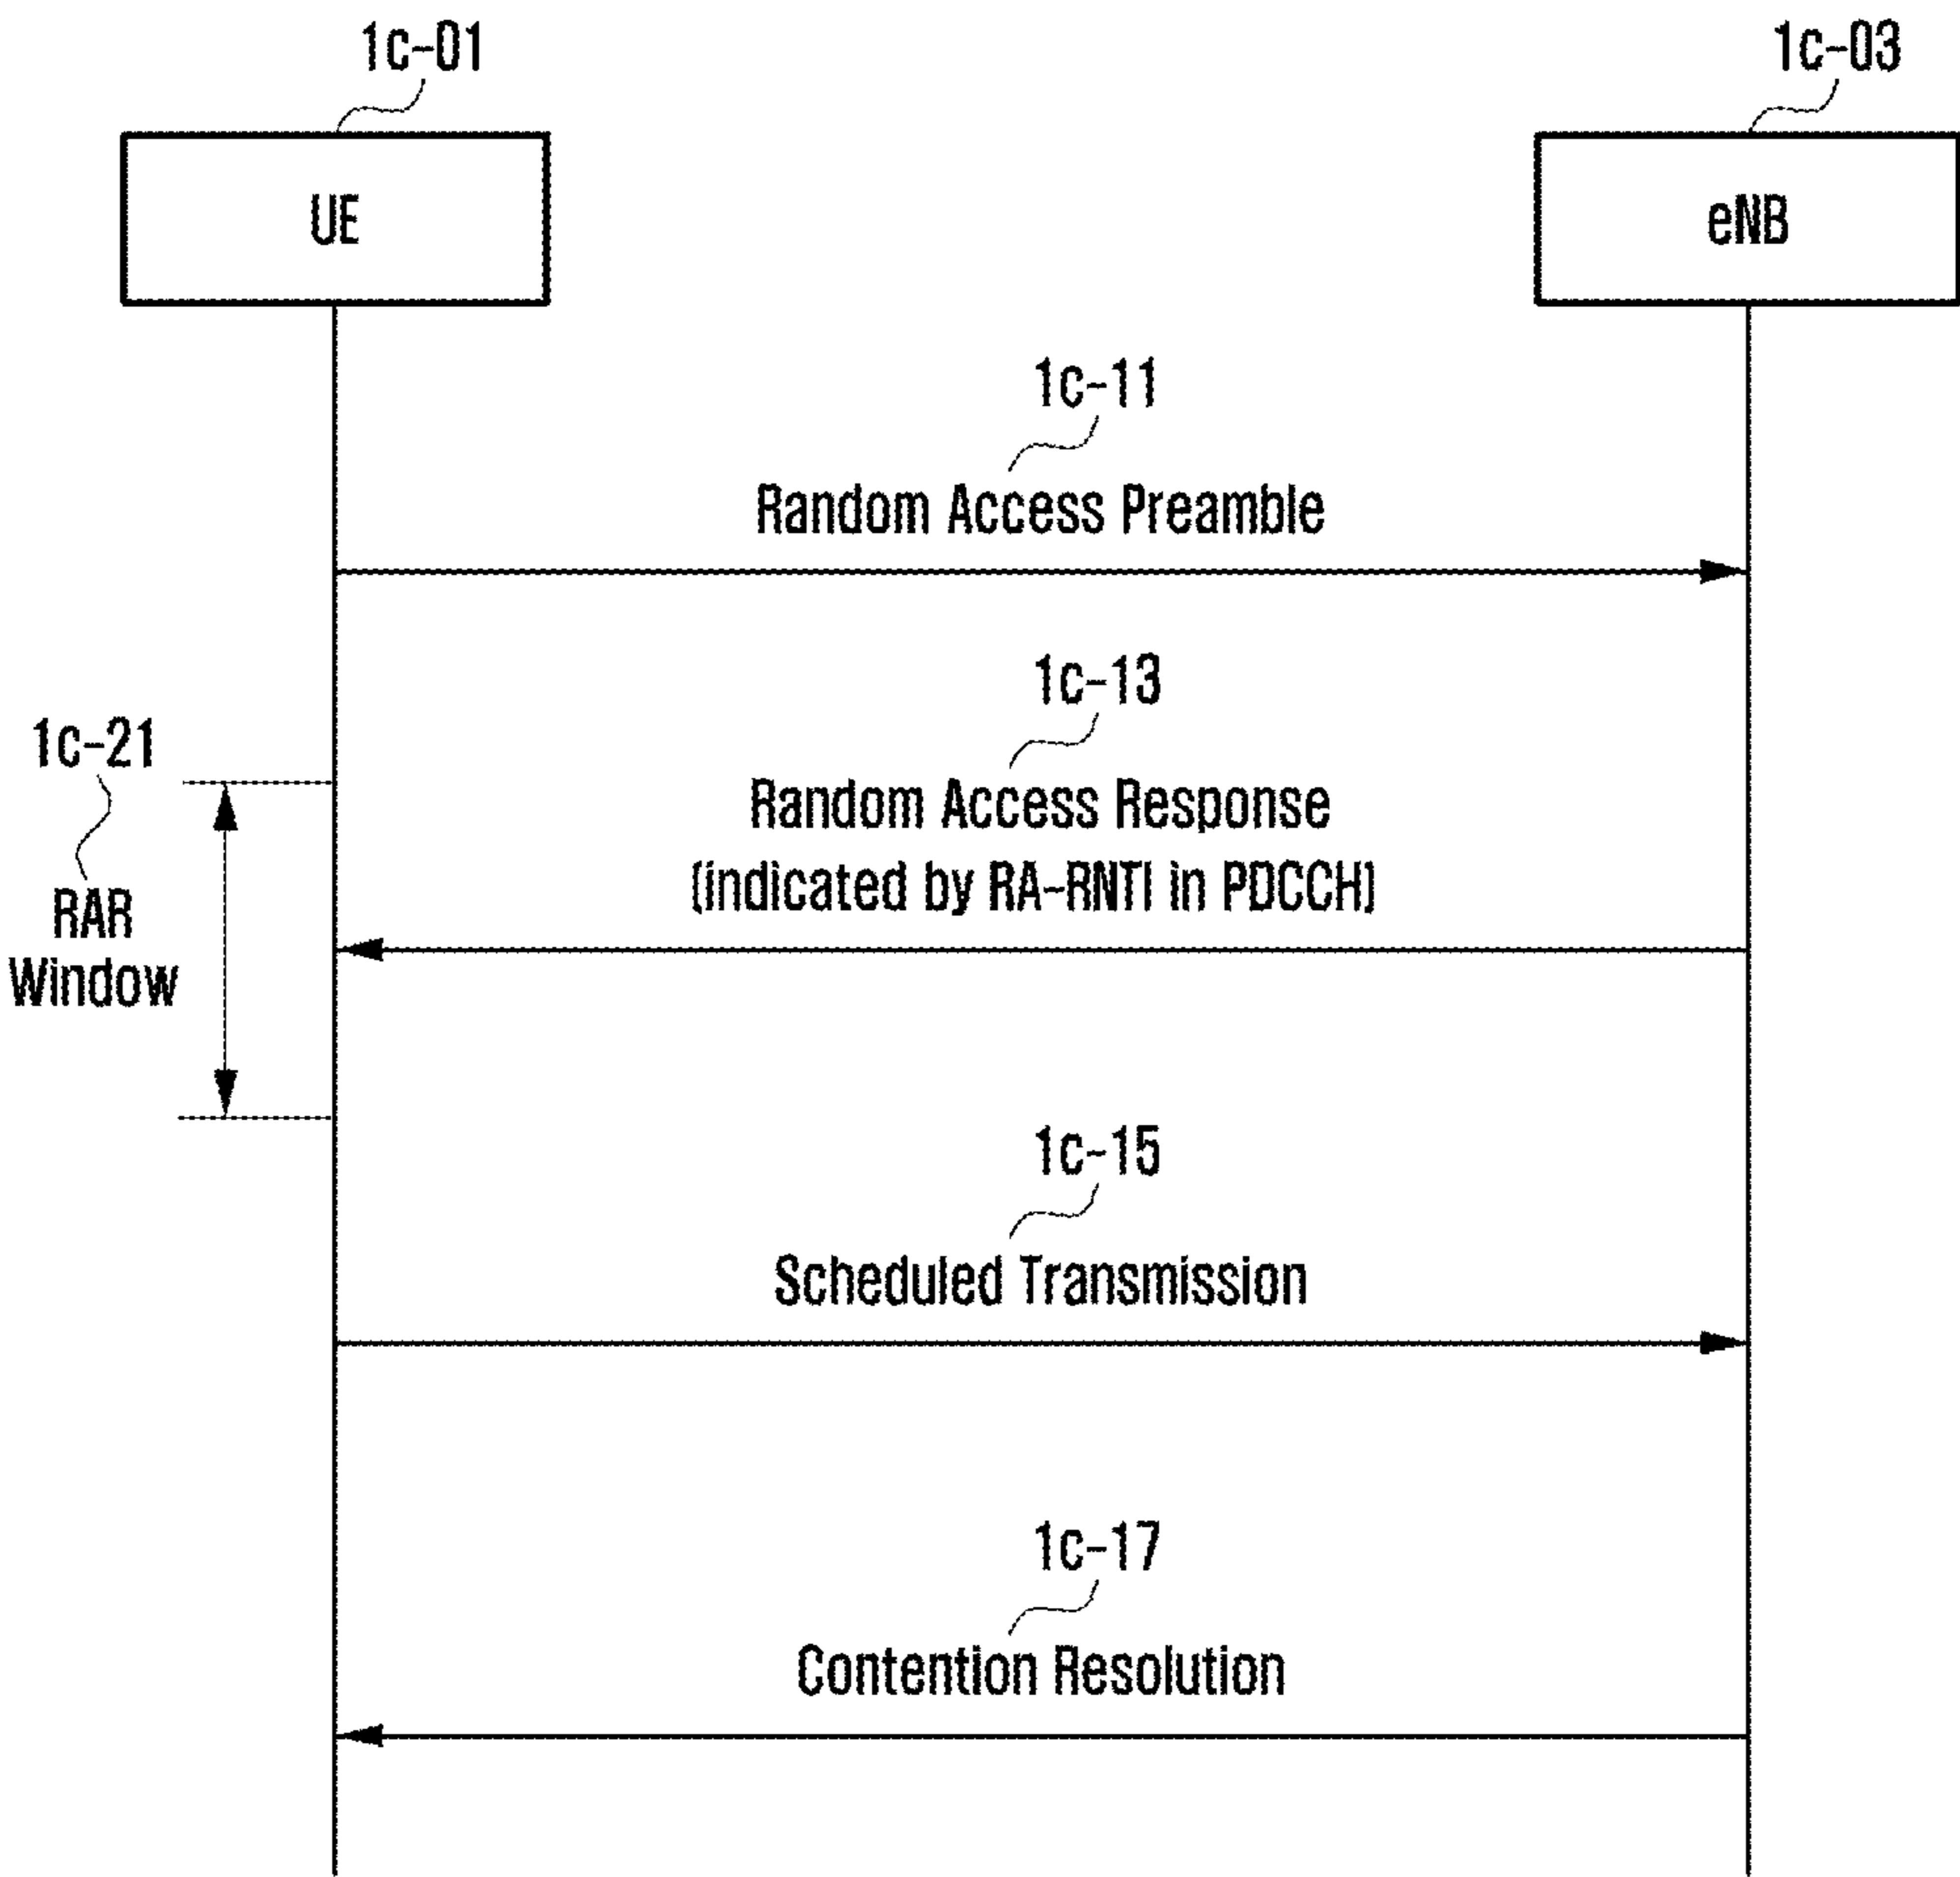 1c-01
1c-03
UE
eNB
1c-11
Random Access Preamble
1c-13
1c-21
Random Access Response
(indicated by RA-RNTI in PDCCH)
RAR
Window
1c-15
Scheduled Transmission
1c-17
Contention Resolution